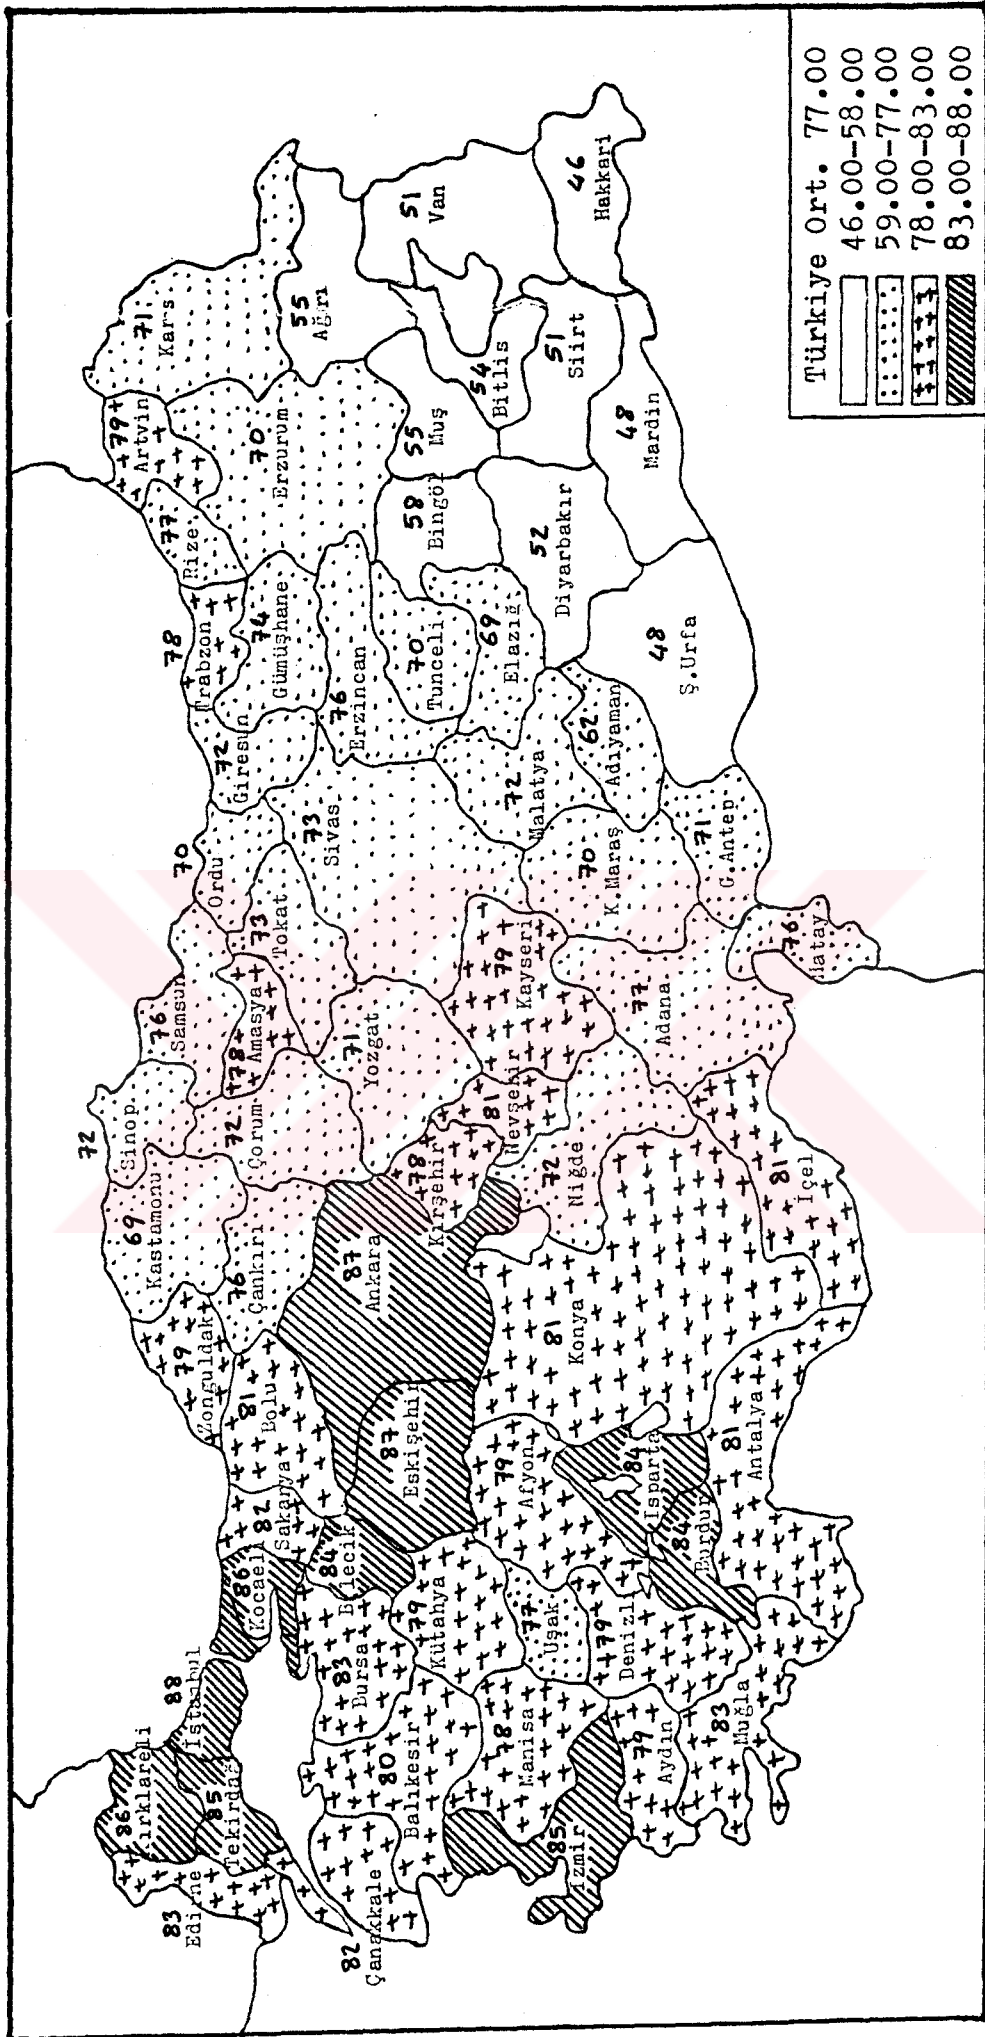 86
Kırklareli
83
Edirne
85
Tekirdağ
88
İstanbul
86
Kocaeli
82
Sakarya
81
Bolu
79
Zonguldak
69
Kastamonu
72
Sinop
76
Samsun
70
Ordu
72
Giresun
78
Trabzon
77
Rize
79
Artvin
71
Kars
76
Çankırı
72
Çorum
78
Amasya
73
Tokat
73
Sivas
74
Gümüşhane
76
Erzincan
70
Erzurum
55
Ağrı
82
Çanakkale
80
Balıkesir
83
Bursa
84
Bilecik
87
Eskişehir
87
Ankara
78
Kırşehir
71
Yozgat
70
Tunceli
58
Bingöl
55
Muş
51
Van
79
Kütahya
78
Manisa
77
Uşak
79
Afyon
81
Konya
81
Nevşehir
79
Kayseri
72
Malatya
69
Elazığ
52
Diyarbakır
54
Bitlis
51
Siirt
46
Hakkari
85
İzmir
79
Aydın
79
Denizli
84
Isparta
84
Burdur
72
Niğde
77
Adana
70
K.Maraş
62
Adıyaman
48
Ş.Urfa
48
Mardin
83
Muğla
81
Antalya
81
İçel
76
Hatay
71
G.Antep
Türkiye Ort. 77.00
46.00-58.00
59.00-77.00
78.00-83.00
83.00-88.00